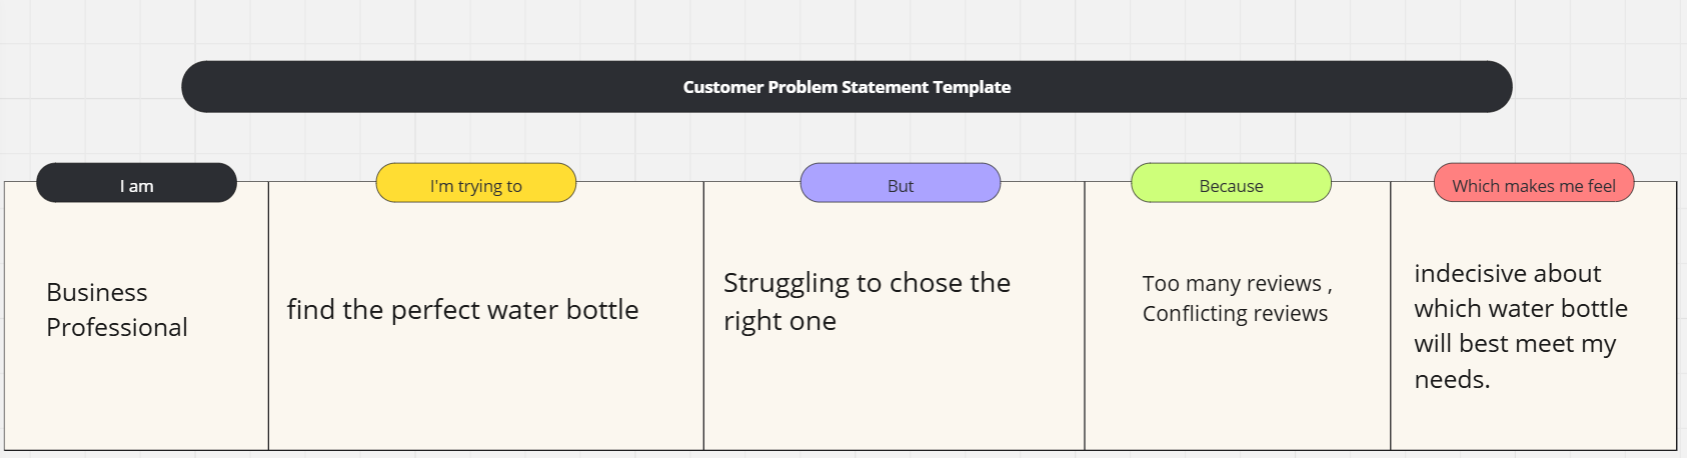 Customer Problem Statement Template
I am
I'm trying to
But
Because
Which makes me feel
Business
Professional
find the perfect water bottle
Struggling to chose the
right one
Too many reviews ,
Conflicting reviews
indecisive about
which water bottle
will best meet my
needs.